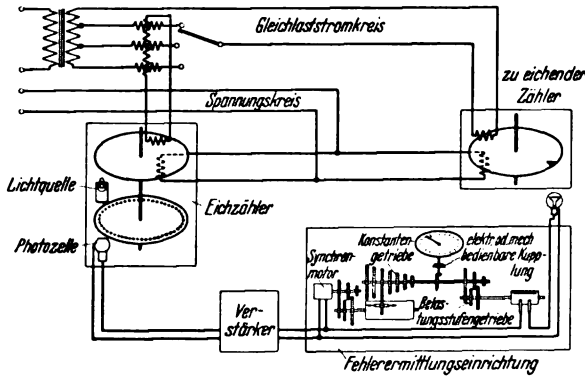 Gleichlaststromkreis
zu eichender
Zähler
Spannungskreis
Lichtquelle
Eichzähler
Photozelle
Konstanten-
getriebe
elektr. od. mech.
bedienbare Kupp-
lung
Synchron-
motor
Ver-
stärker
Belas-
tungsstufengetriebe
Fehlerermittlungseinrichtung